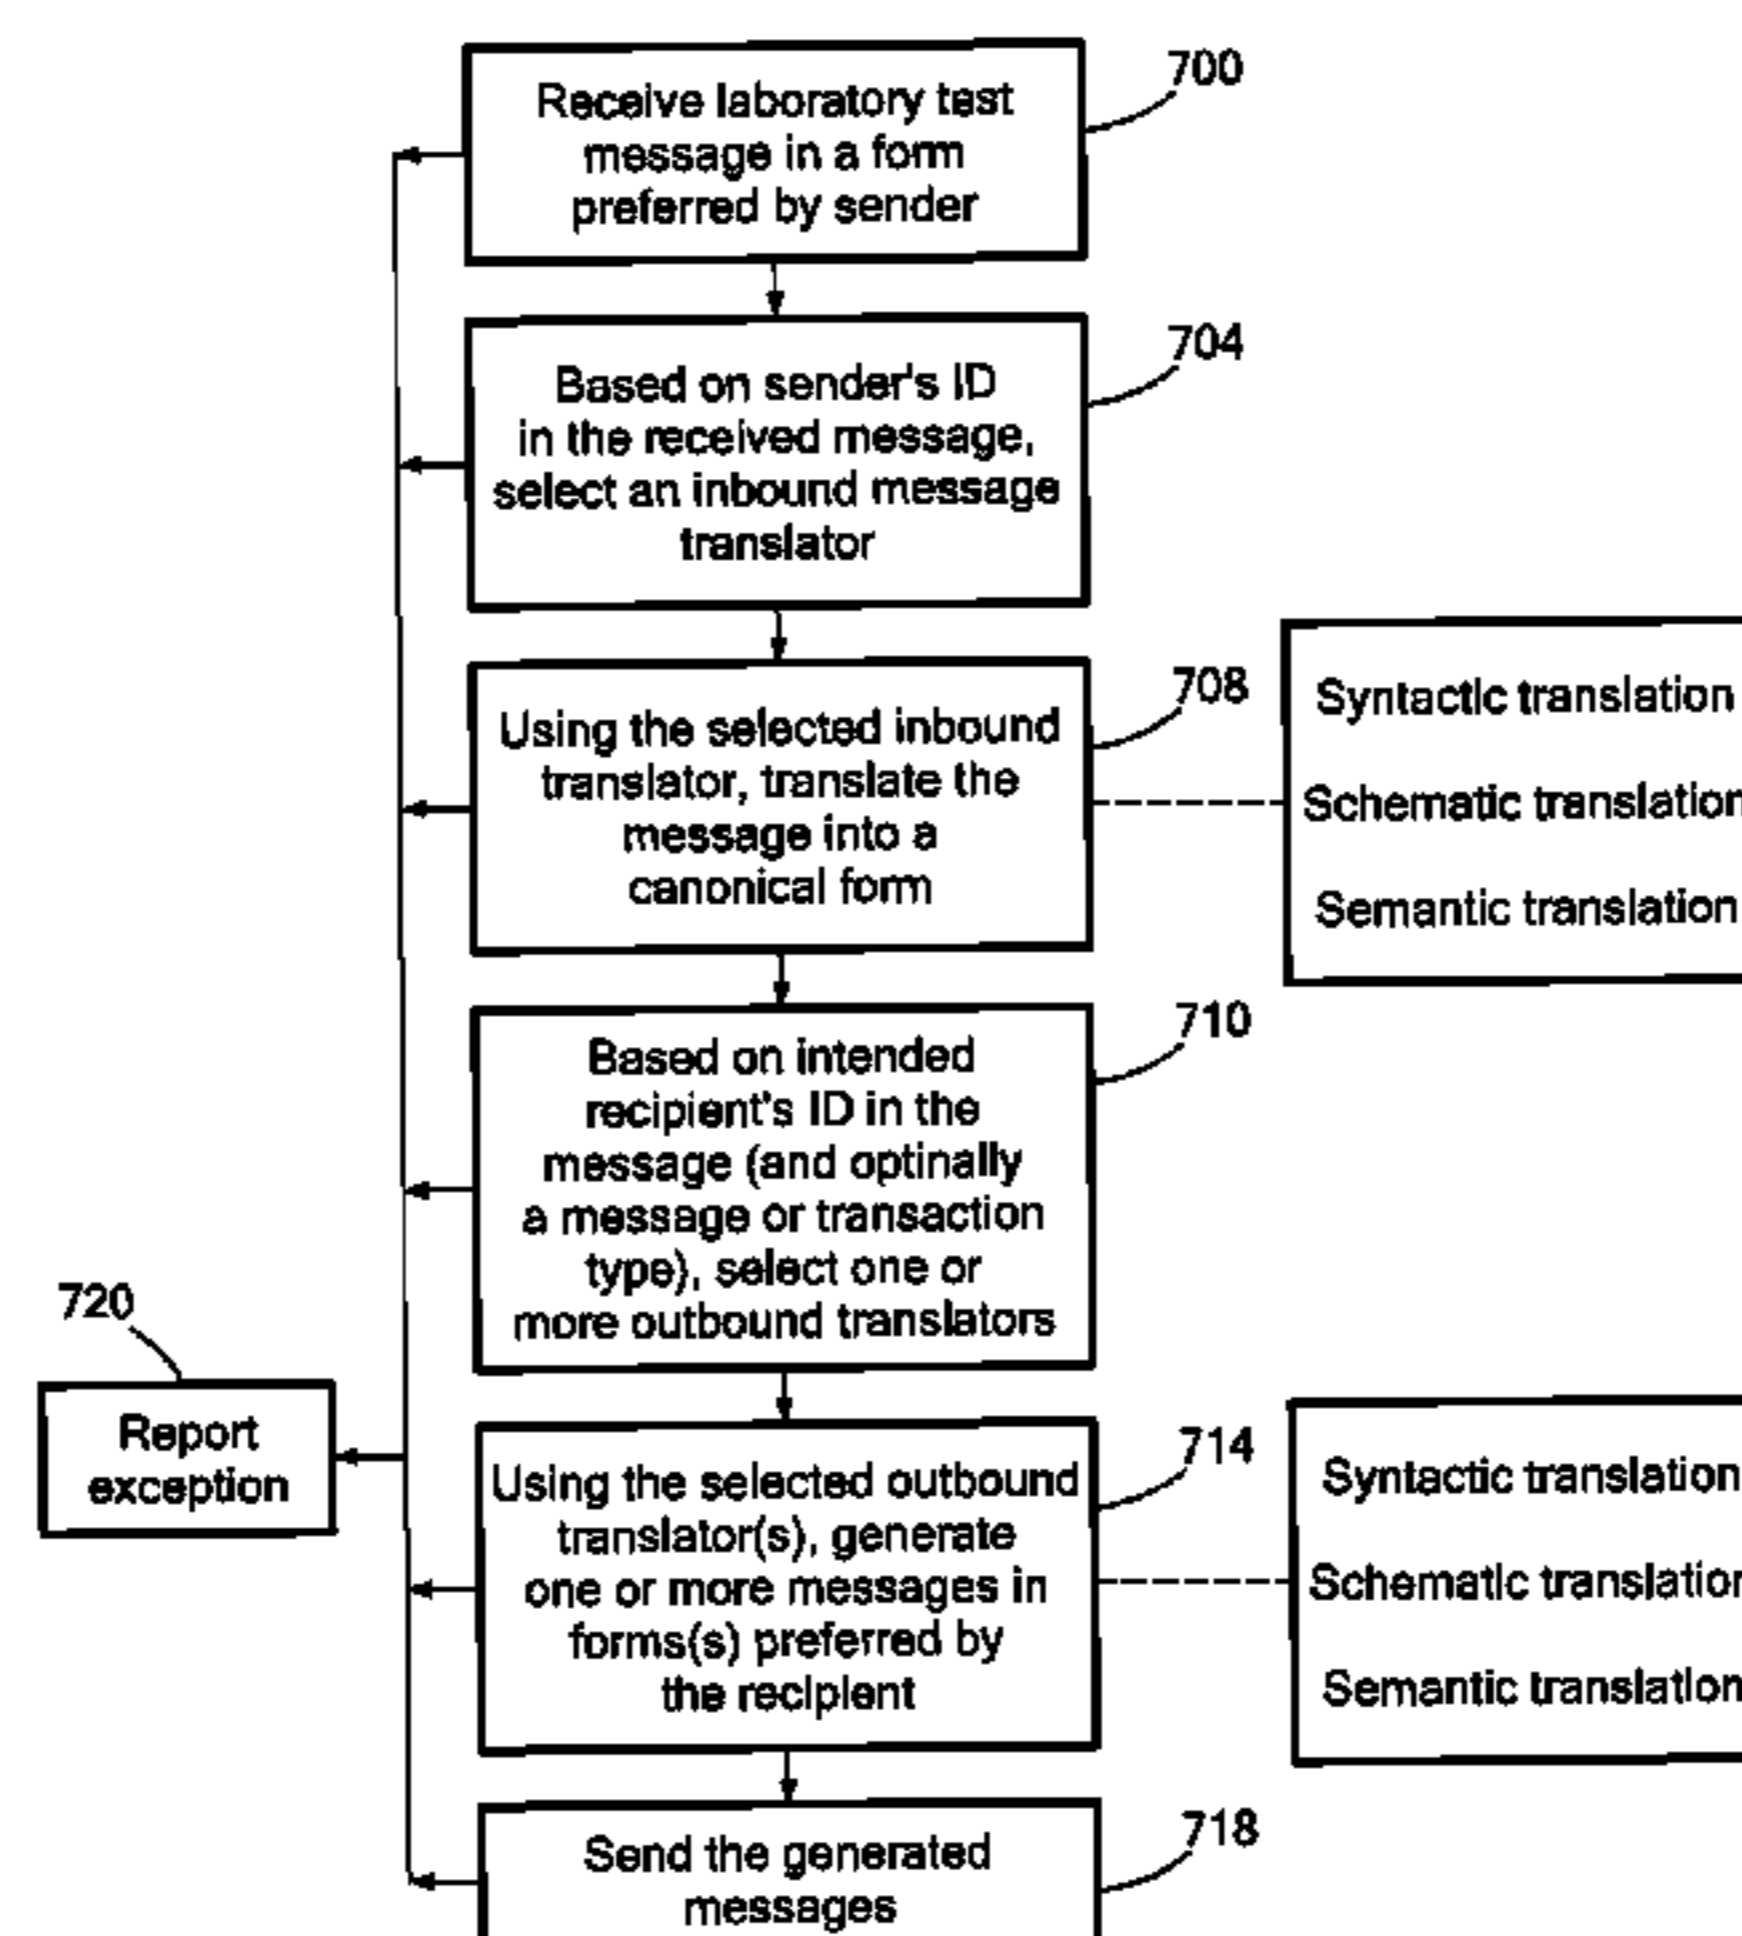 700
Receive laboratory test
message in a form
preferred by sender
704
Based on sender's ID
in the received message,
select an inbound message
translator
708
Using the selected inbound
translator, translate the
message into a
canonical form
Syntactic translation
Schematic translation
Semantic translation
710
Based on intended
recipient's ID in the
message (and optinally
a message or transaction
type), select one or
more outbound translators
720
Report
exception
714
Using the selected outbound
translator(s), generate
one or more messages in
forms(s) preferred by
the recipient
Syntactic translation
Schematic translation
Semantic translation
718
Send the generated
messages